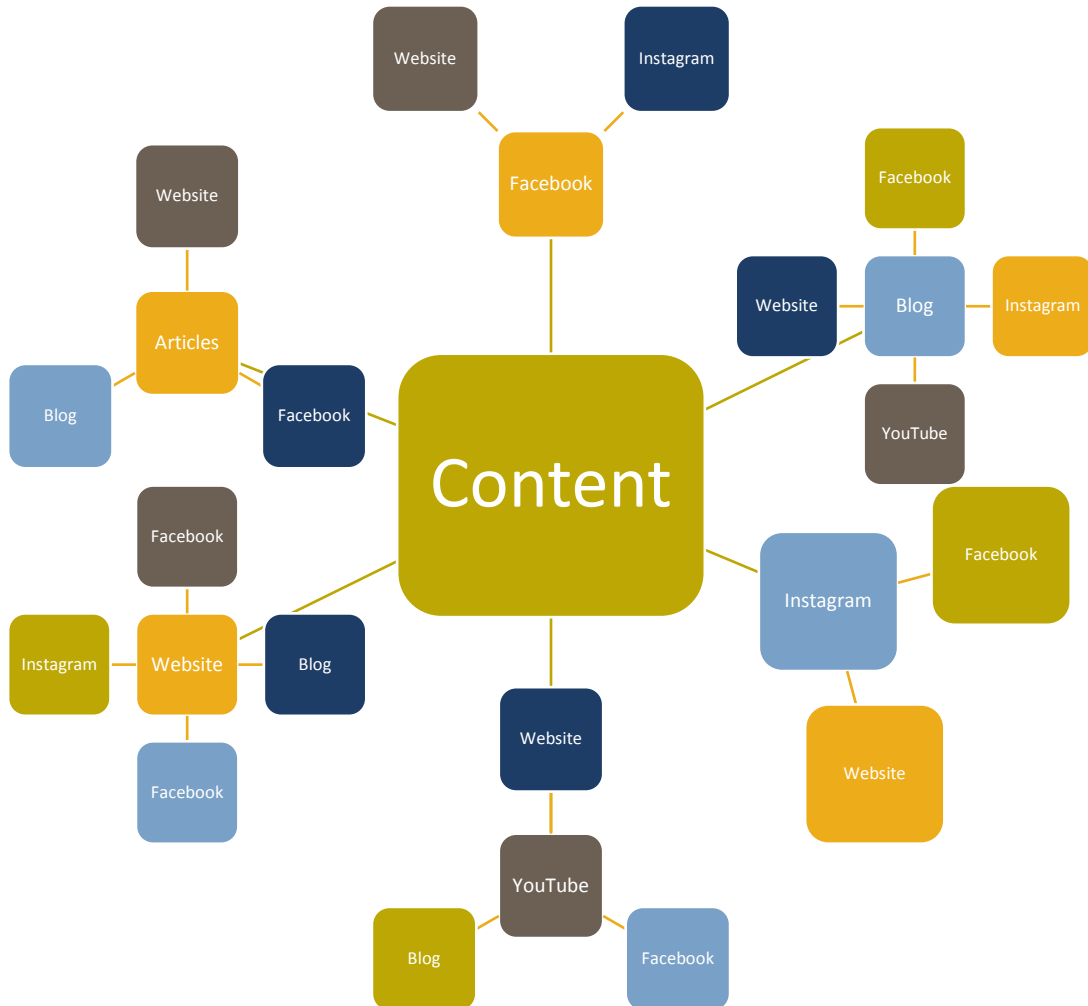 Website
Instagram
Facebook
Facebook
Website
Website
Blog
Instagram
Articles
Blog
Facebook
YouTube
Content
Facebook
Facebook
Instagram
Instagram
Website
Blog
Website
Website
Facebook
YouTube
Blog
Facebook